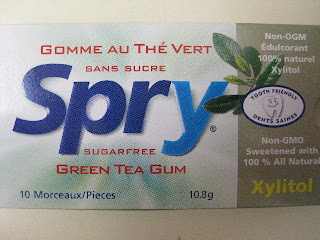 GOMME AU THÉ VERT
SANS SUCRE
Spry®
SUGARFREE
GREEN TEA GUM
10 Morceaux/Pieces
10.8g
Non-OGM
Édulcorant
100% naturel
Xylitol
TOOTH FRIENDLY
DENTS SAINES
Non-GMO
Sweetened with
100 % All Natural
Xylitol